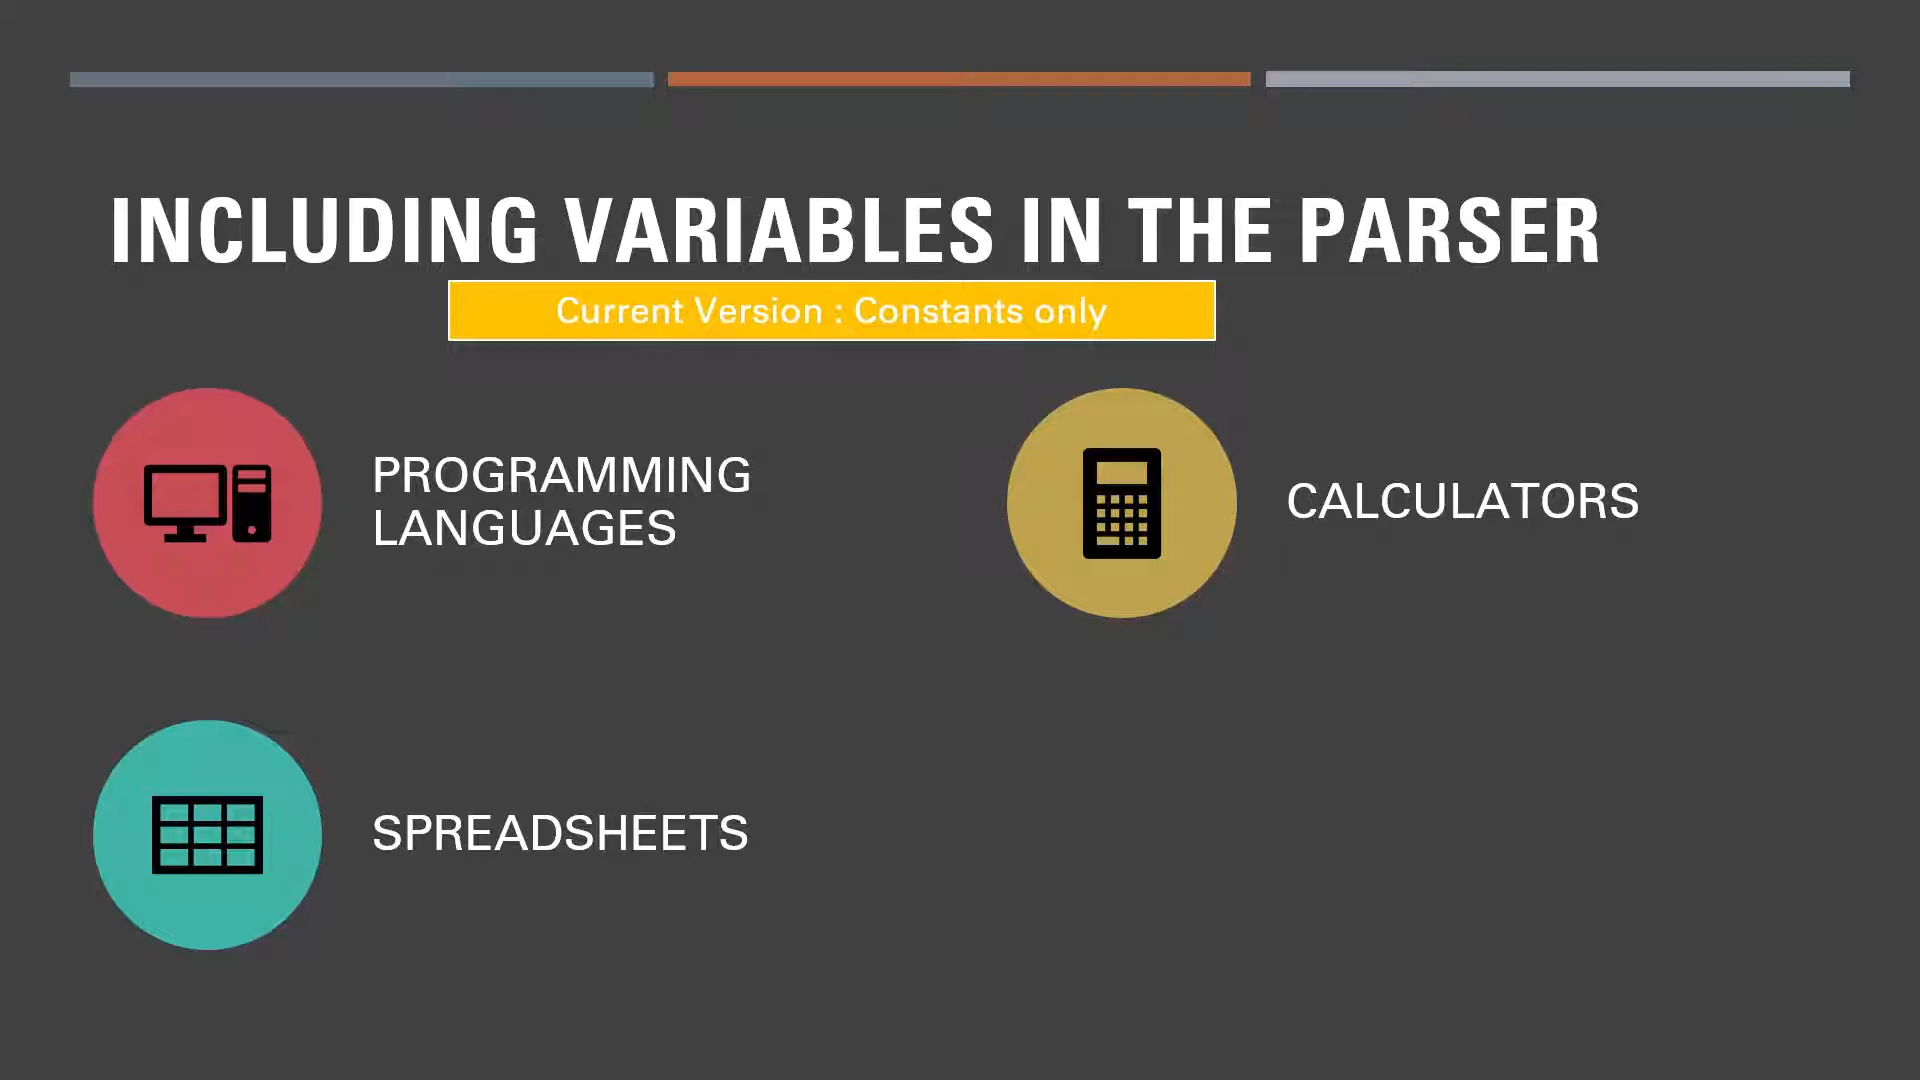 INCLUDING VARIABLES IN THE PARSER
Current Version : Constants only
PROGRAMMING
LANGUAGES
CALCULATORS
SPREADSHEETS